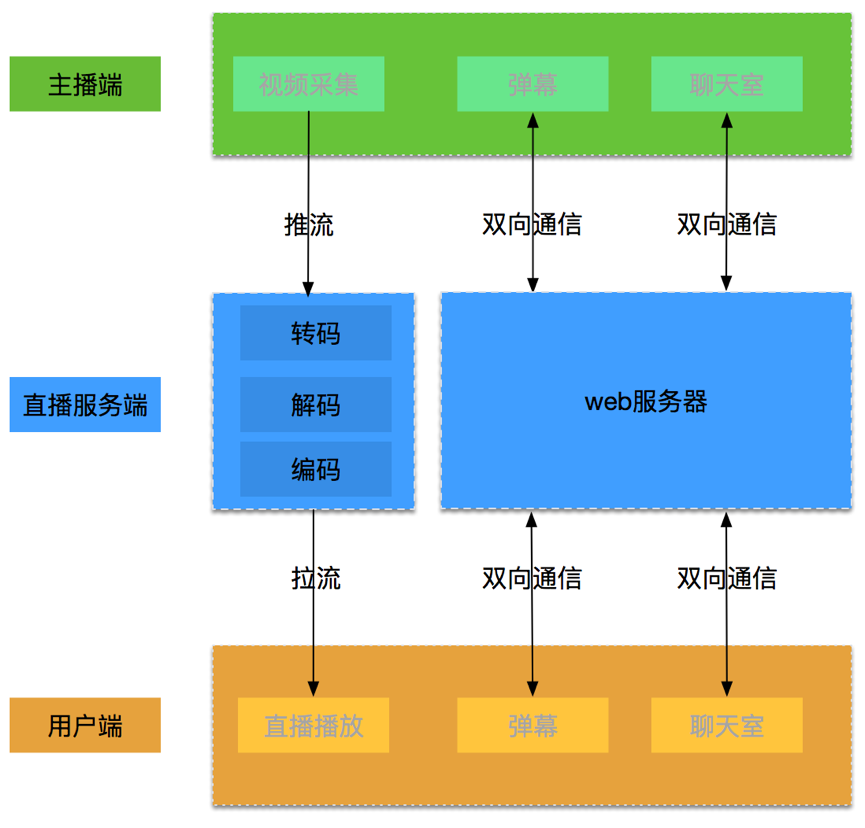 主播端
视频采集
弹幕
聊天室
推流
双向通信
双向通信
直播服务端
转码
解码
编码
web服务器
拉流
双向通信
双向通信
用户端
直播播放
弹幕
聊天室